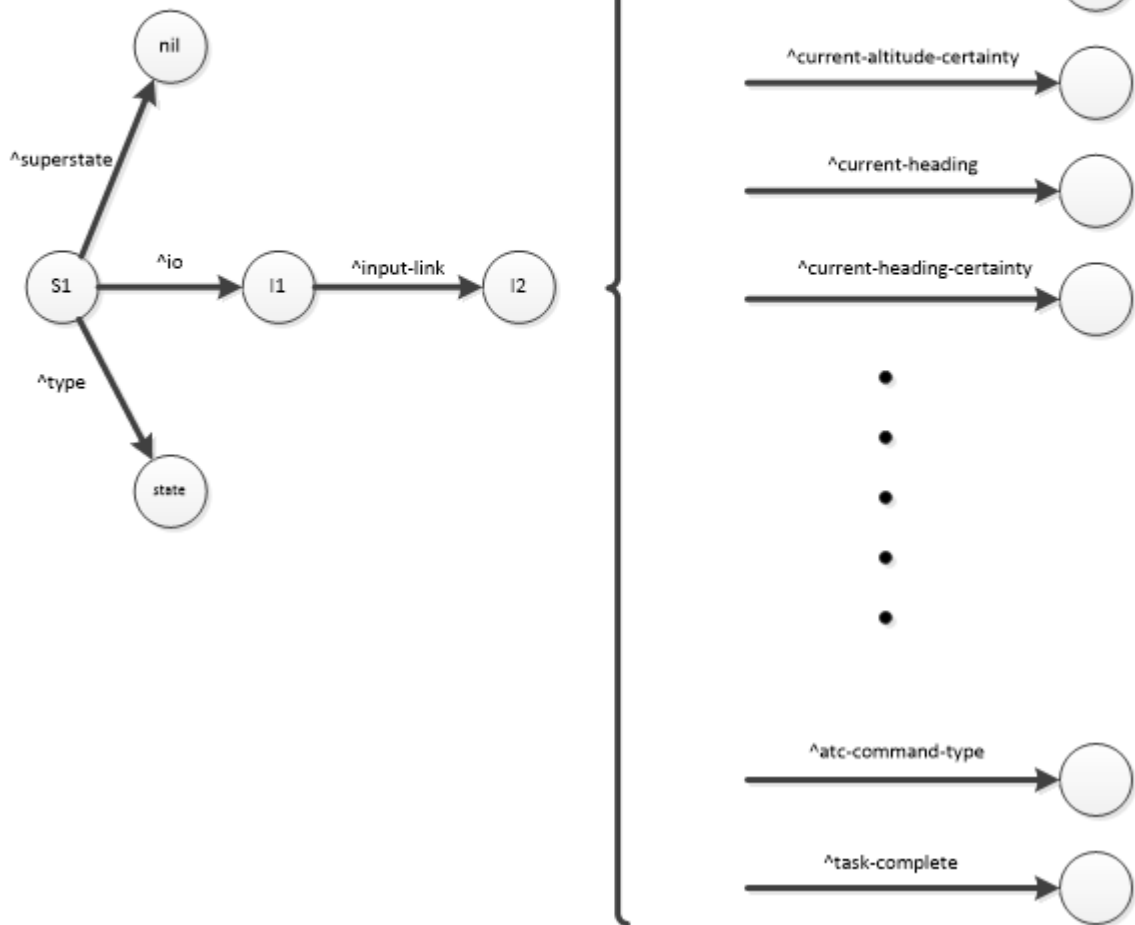 nil
^superstate
S1
^io
I1
^input-link
I2
^type
state
^current-altitude-certainty
^current-heading
^current-heading-certainty
^atc-command-type
^task-complete